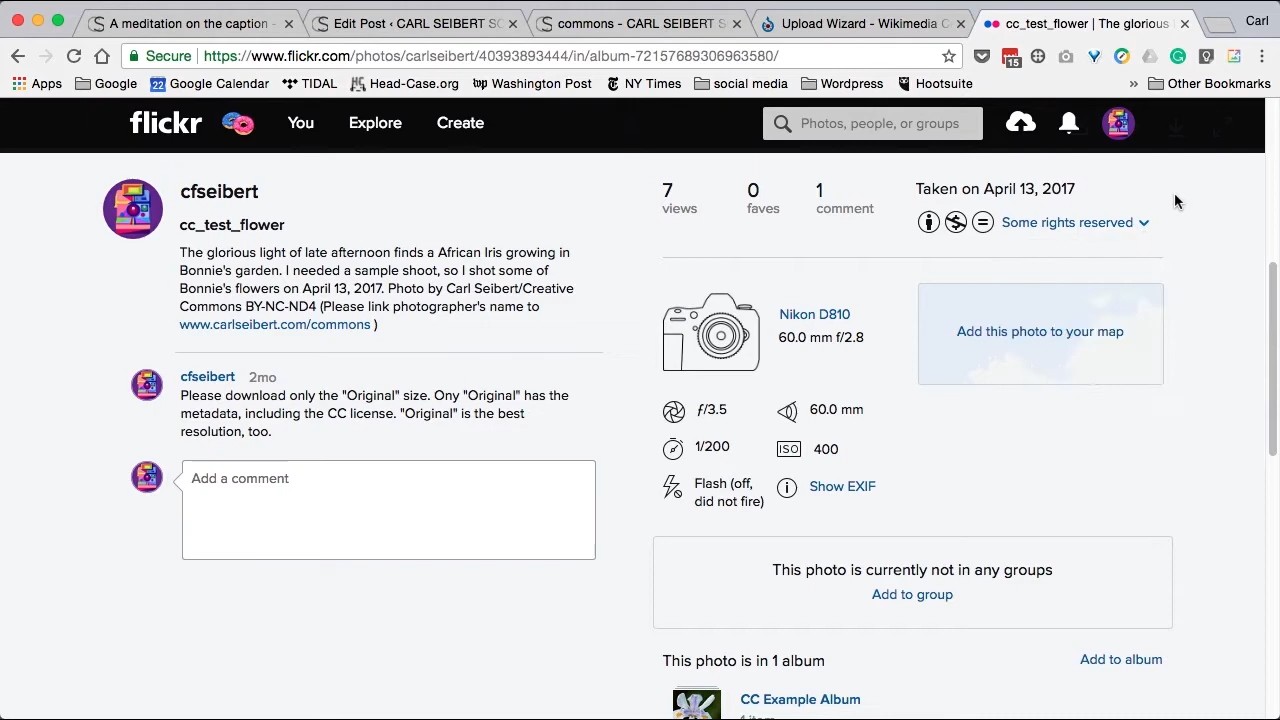 A meditation on the caption -
Edit Post ‹ CARL SEIBERT SO
commons - CARL SEIBERT S
Upload Wizard - Wikimedia C
cc_test_flower | The glorious
Carl
Secure
https://www.flickr.com/photos/carlseibert/40393893444/in/album-72157689306963580/
15
Apps
Google
22
Google Calendar
TIDAL
Head-Case.org
Washington Post
NY Times
social media
Wordpress
Hootsuite
»
Other Bookmarks
flickr
You
Explore
Create
Photos, people, or groups
cfseibert
cc_test_flower
The glorious light of late afternoon finds a African Iris growing in
Bonnie's garden. I needed a sample shoot, so I shot some of
Bonnie's flowers on April 13, 2017. Photo by Carl Seibert/Creative
Commons BY-NC-ND4 (Please link photographer's name to
www.carlseibert.com/commons )
cfseibert 2mo
Please download only the "Original" size. Ony "Original" has the
metadata, including the CC license. "Original" is the best
resolution, too.
Add a comment
7
views
0
faves
1
comment
Taken on April 13, 2017
Some rights reserved
Nikon D810
60.0 mm f/2.8
Add this photo to your map
ƒ/3.5
60.0 mm
1/200
ISO
400
Flash (off,
did not fire)
Show EXIF
This photo is currently not in any groups
Add to group
This photo is in 1 album
Add to album
CC Example Album